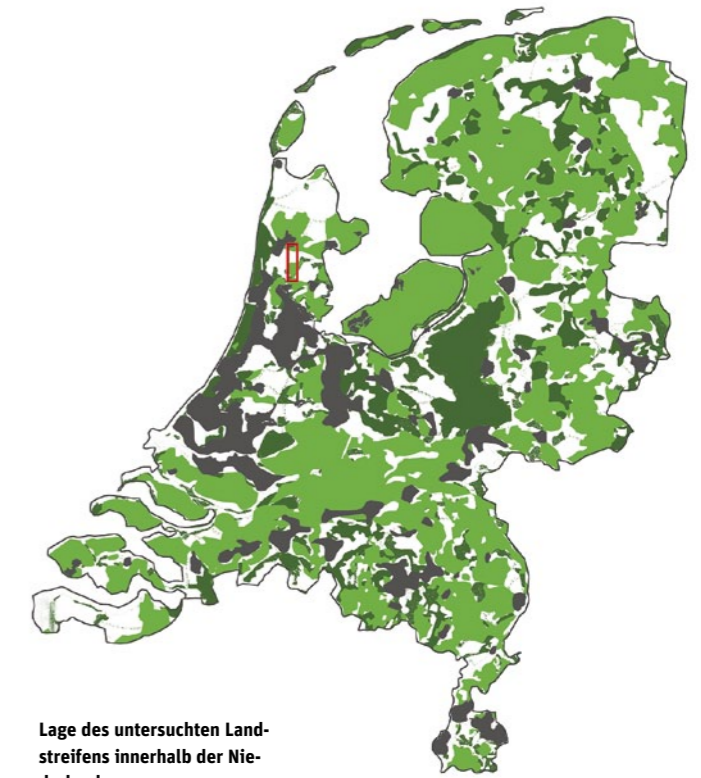 Lage des untersuchten Land-
streifens innerhalb der Nie-